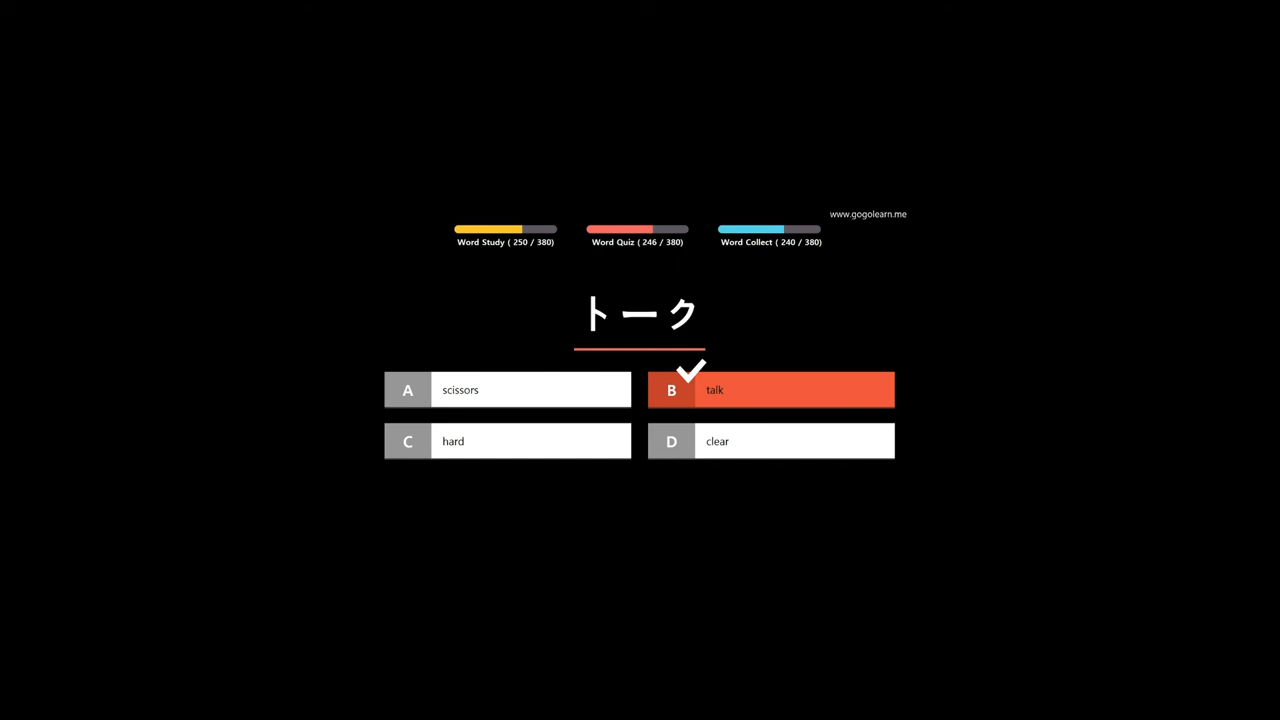 www.gogolearn.me
Word Study ( 250 / 380) Word Quiz ( 246 / 380) Word Collect ( 240 / 380)
トーク
A scissors
B talk
C hard
D clear